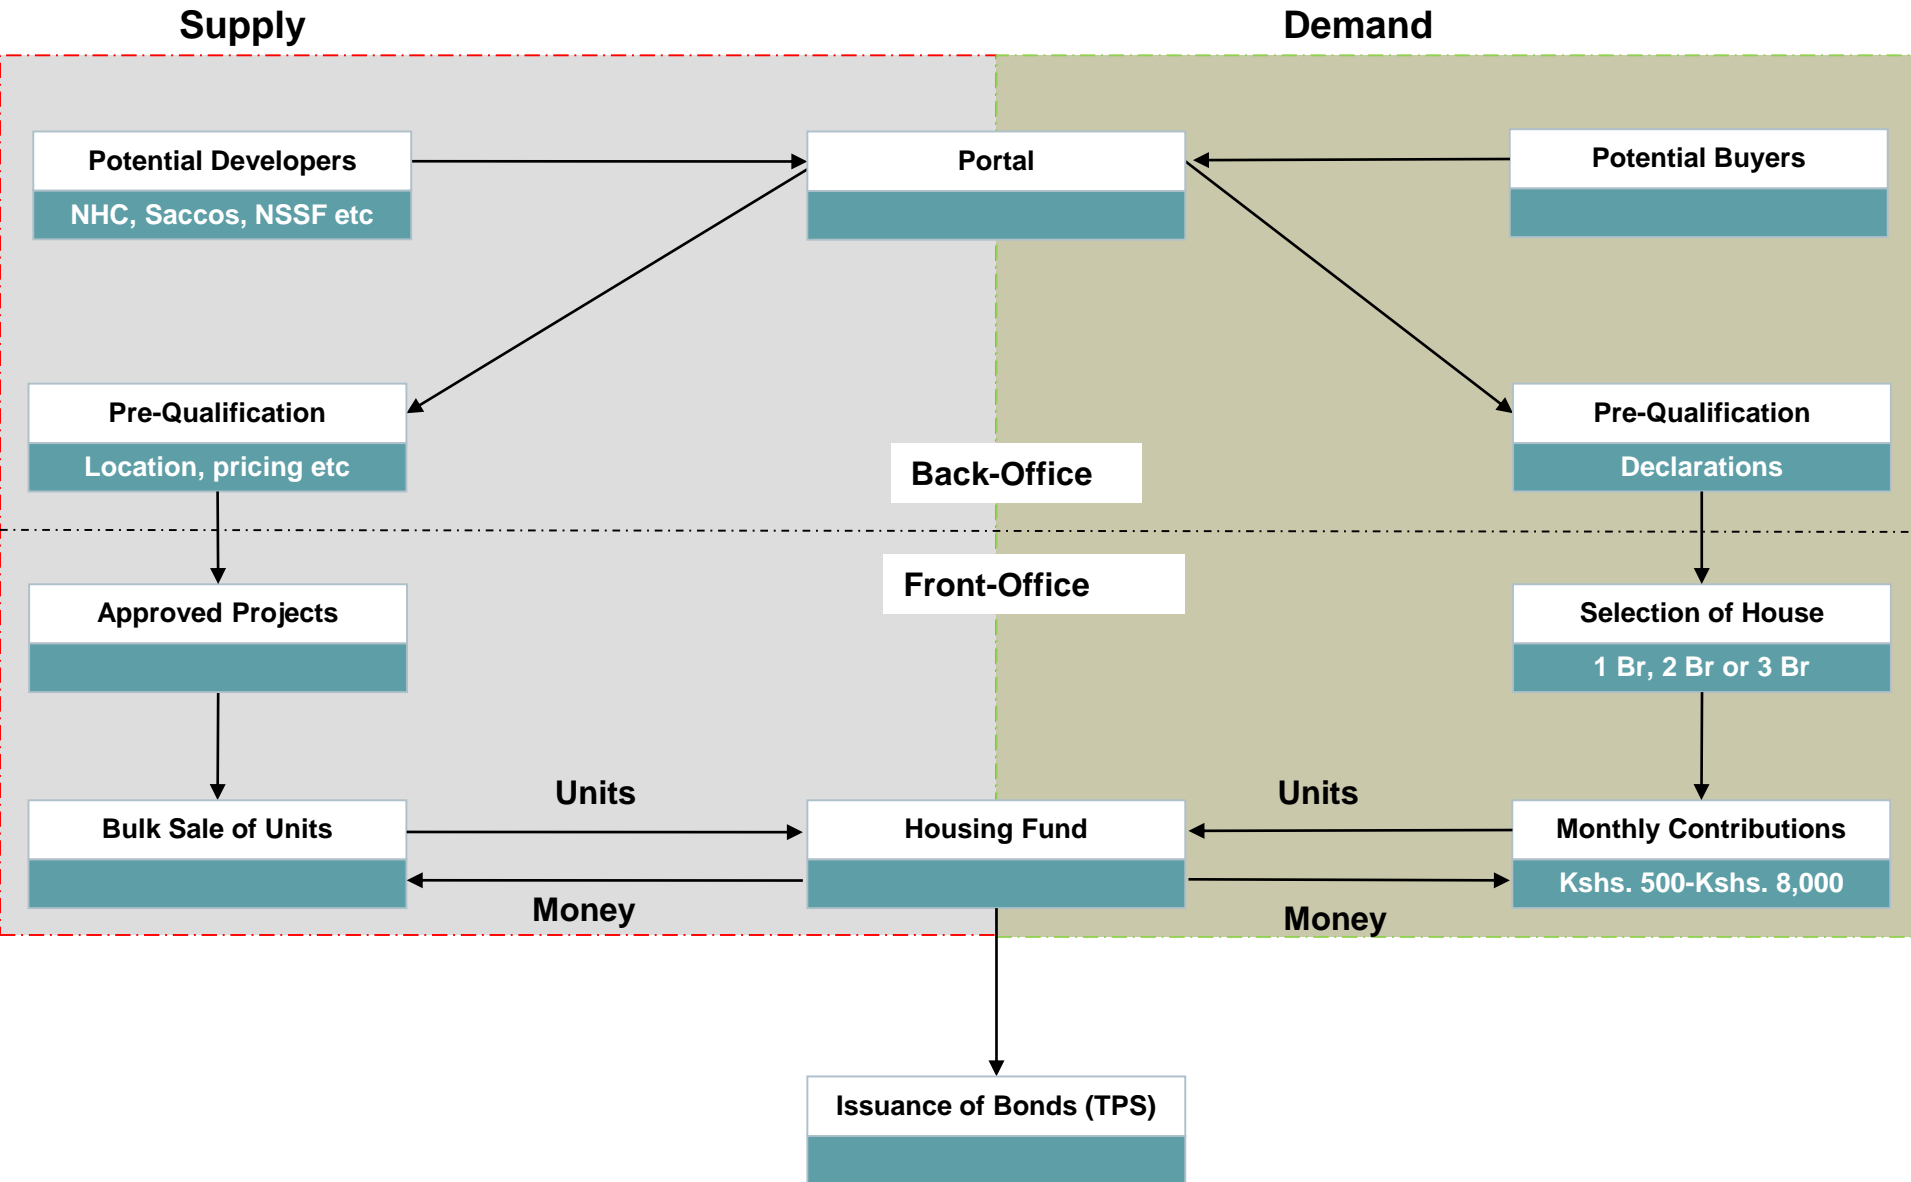 Supply
Demand
Potential Developers
NHC, Saccos, NSSF etc
Portal
Potential Buyers
Pre-Qualification
Location, pricing etc
Back-Office
Pre-Qualification
Declarations
Front-Office
Approved Projects
Selection of House
1 Br, 2 Br or 3 Br
Units
Units
Bulk Sale of Units
Housing Fund
Monthly Contributions
Kshs. 500-Kshs. 8,000
Money
Money
Issuance of Bonds (TPS)